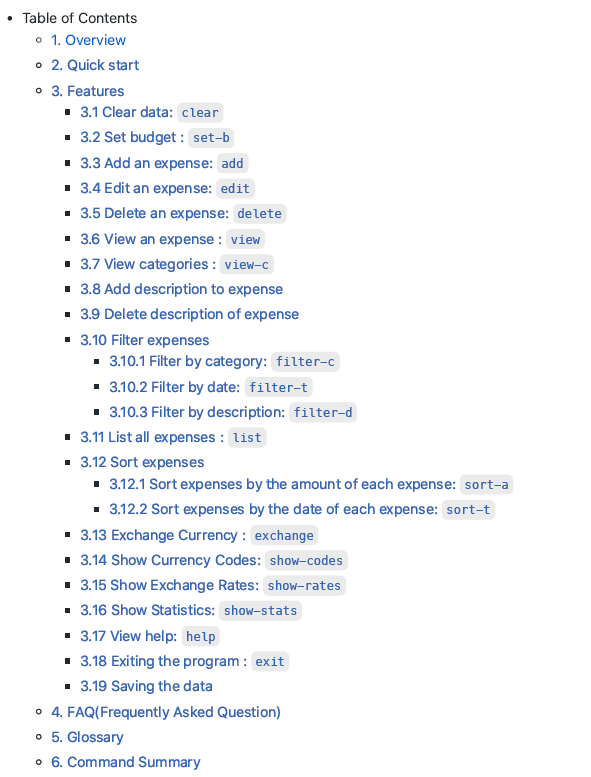 Table of Contents
1. Overview
2. Quick start
3. Features
3.1 Clear data: clear
3.2 Set budget : set-b
3.3 Add an expense: add
3.4 Edit an expense: edit
3.5 Delete an expense: delete
3.6 View an expense : view
3.7 View categories : view-c
3.8 Add description to expense
3.9 Delete description of expense
3.10 Filter expenses
3.10.1 Filter by category: filter-c
3.10.2 Filter by date: filter-t
3.10.3 Filter by description: filter-d
3.11 List all expenses : list
3.12 Sort expenses
3.12.1 Sort expenses by the amount of each expense: sort-a
3.12.2 Sort expenses by the date of each expense: sort-t
3.13 Exchange Currency : exchange
3.14 Show Currency Codes: show-codes
3.15 Show Exchange Rates: show-rates
3.16 Show Statistics: show-stats
3.17 View help: help
3.18 Exiting the program : exit
3.19 Saving the data
4. FAQ(Frequently Asked Question)
5. Glossary
6. Command Summary